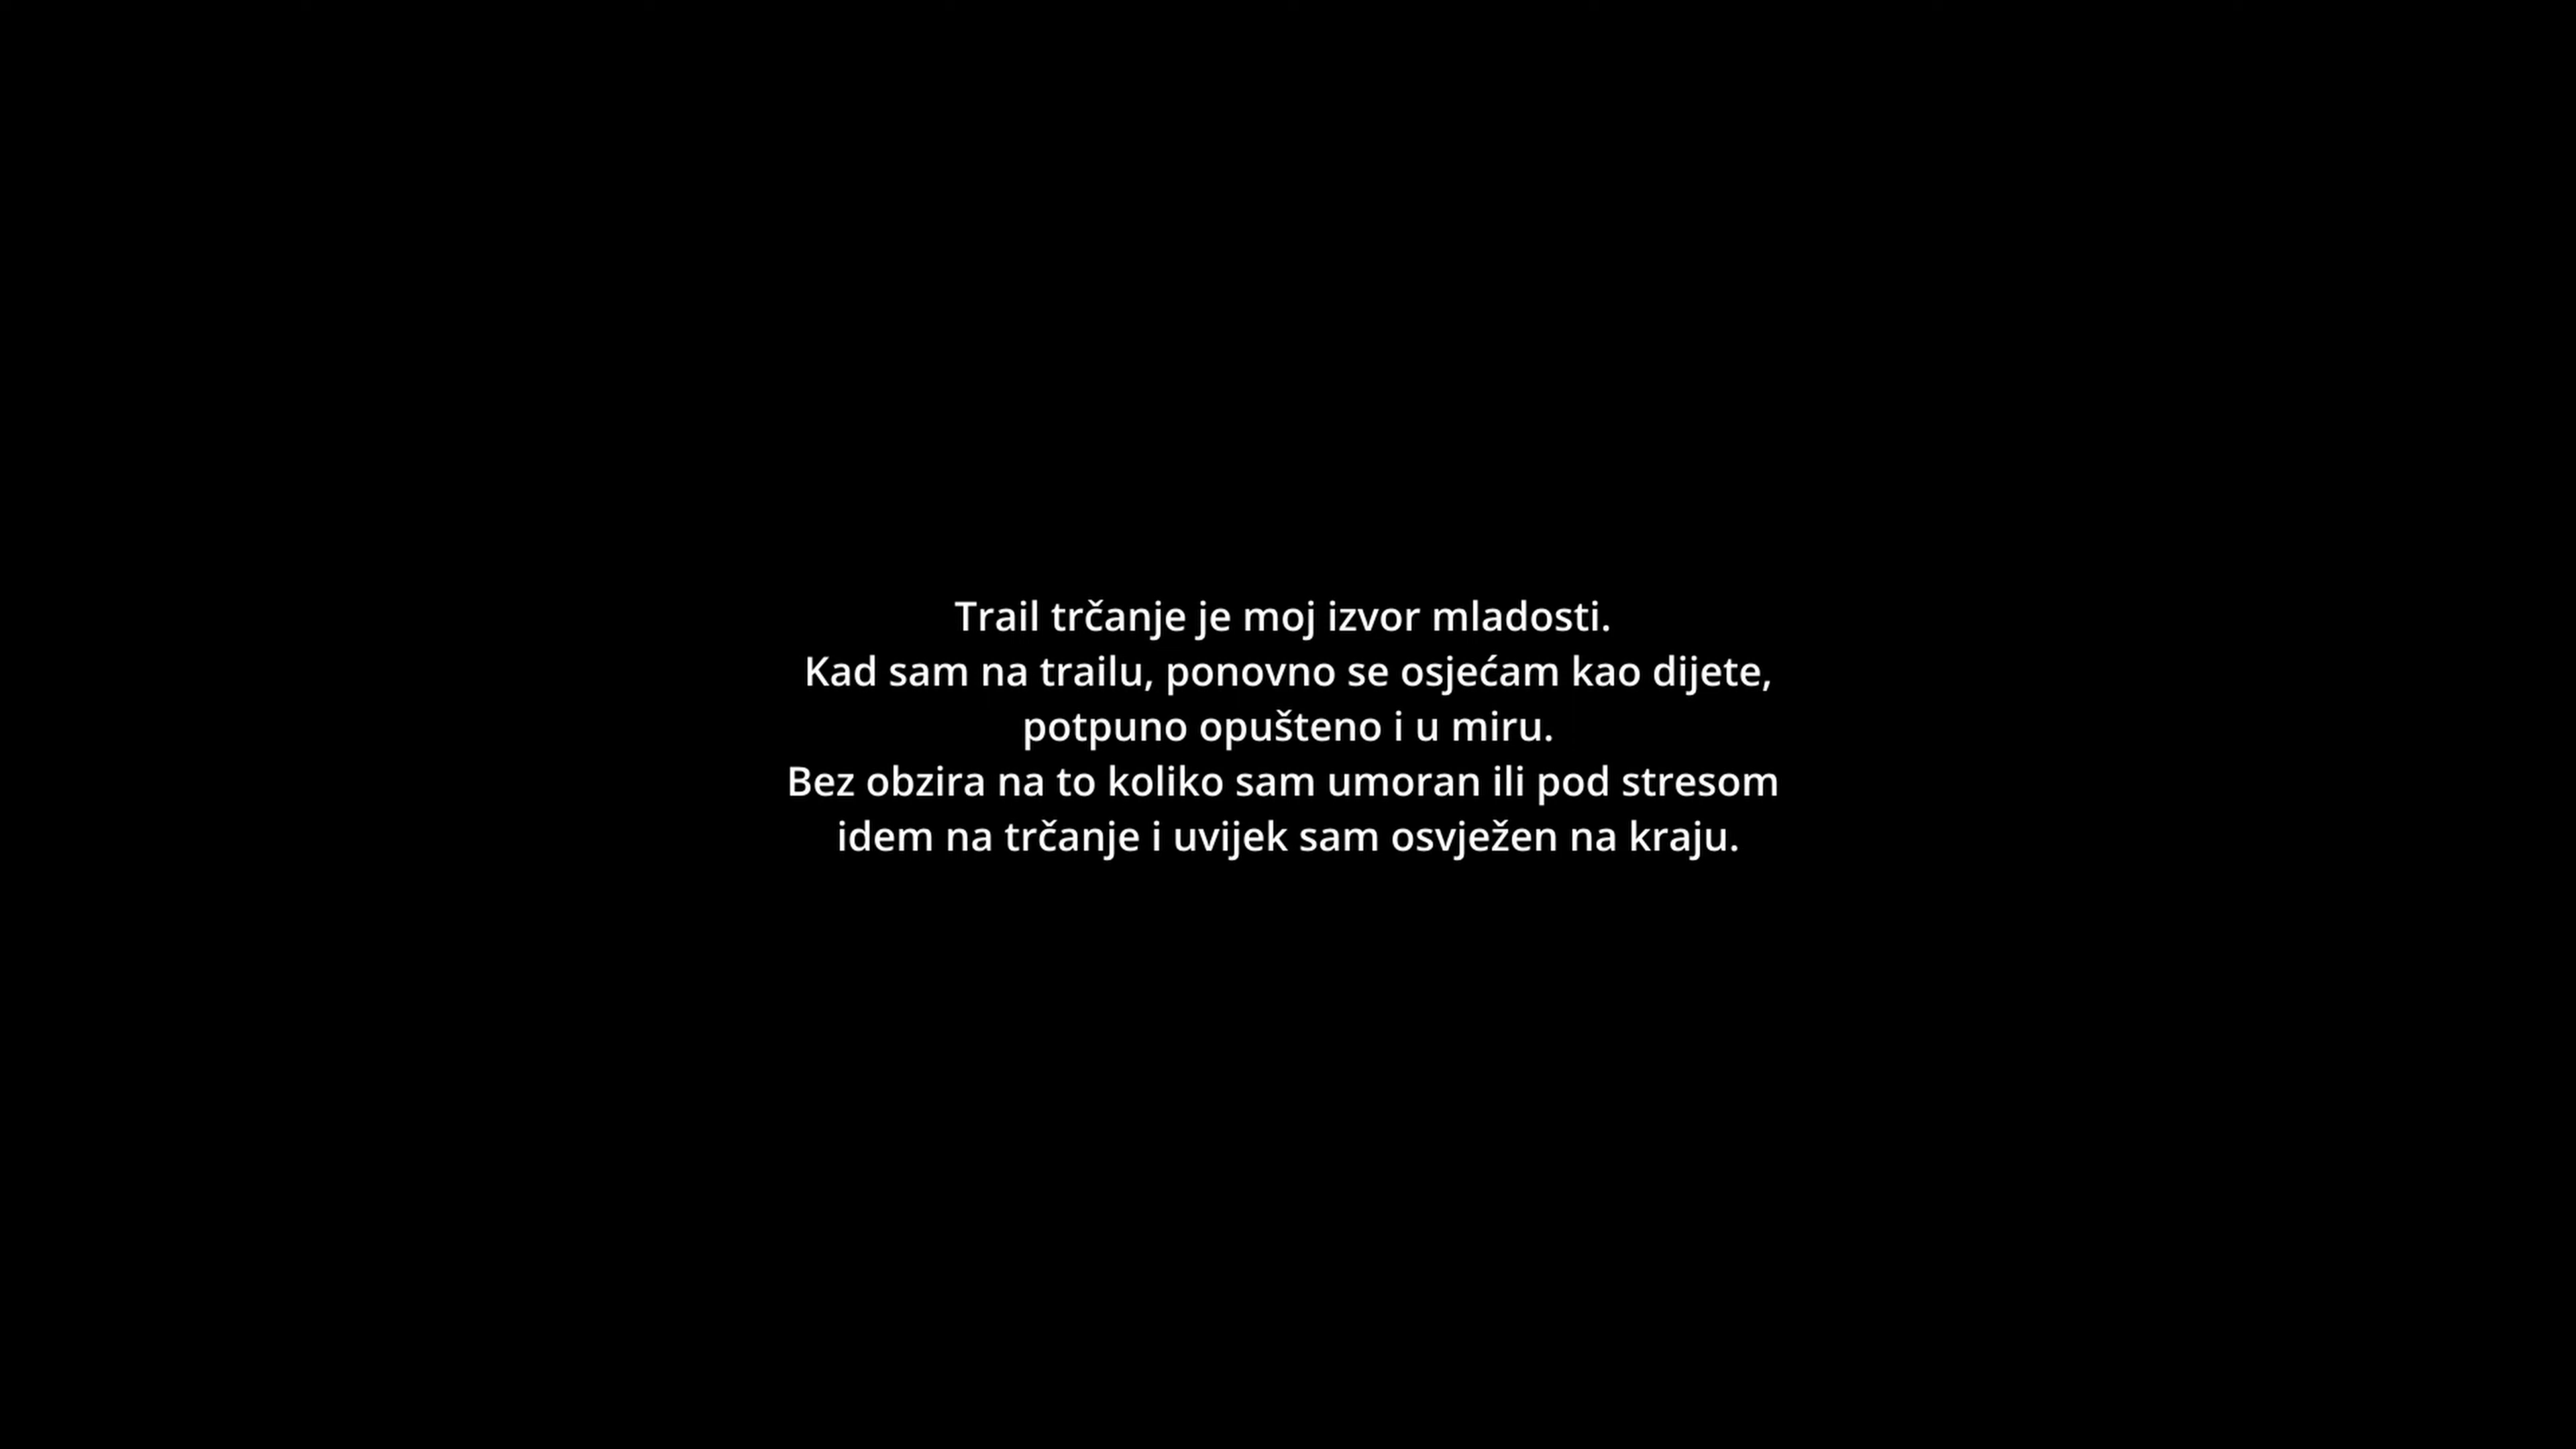 Trail trčanje je moj izvor mladosti.
Kad sam na trailu, ponovno se osjećam kao dijete,
potpuno opušteno i u miru.
Bez obzira na to koliko sam umoran ili pod stresom
idem na trčanje i uvijek sam osvježen na kraju.